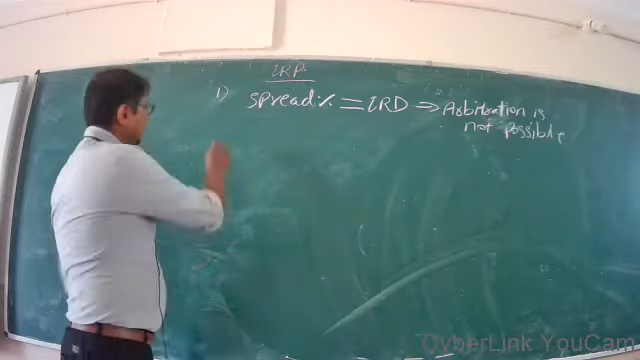 IRP
1) Spread% = IRD → Arbitration is
not possible
CyberLink YouCam